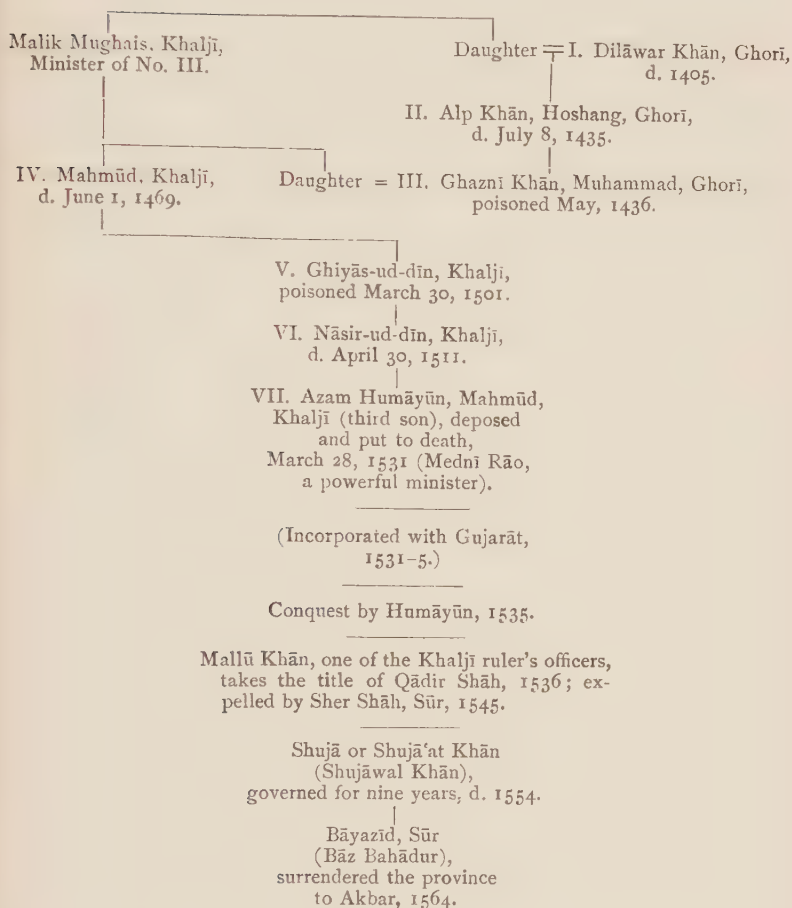 Malik Mughais, Khaljī,
Minister of No. III.
Daughter = I. Dilāwar Khān, Ghorī,
d. 1405.
II. Alp Khān, Hoshang, Ghorī,
d. July 8, 1435.
IV. Mahmūd, Khaljī,
d. June 1, 1469.
Daughter = III. Ghaznī Khān, Muhammad, Ghorī,
poisoned May, 1436.
V. Ghiyās-ud-dīn, Khaljī,
poisoned March 30, 1501.
VI. Nāsir-ud-dīn, Khaljī,
d. April 30, 1511.
VII. Azam Humāyūn, Mahmūd,
Khaljī (third son), deposed
and put to death,
March 28, 1531 (Mednī Rāo,
a powerful minister).
(Incorporated with Gujarāt,
1531-5.)
Conquest by Humāyūn, 1535.
Mallū Khān, one of the Khaljī ruler's officers,
takes the title of Qādir Shāh, 1536; ex-
pelled by Sher Shāh, Sūr, 1545.
Shujā or Shujā‘at Khān
(Shujāwal Khān),
governed for nine years, d. 1554.
Bāyazīd, Sūr
(Bāz Bahādur),
surrendered the province
to Akbar, 1564.